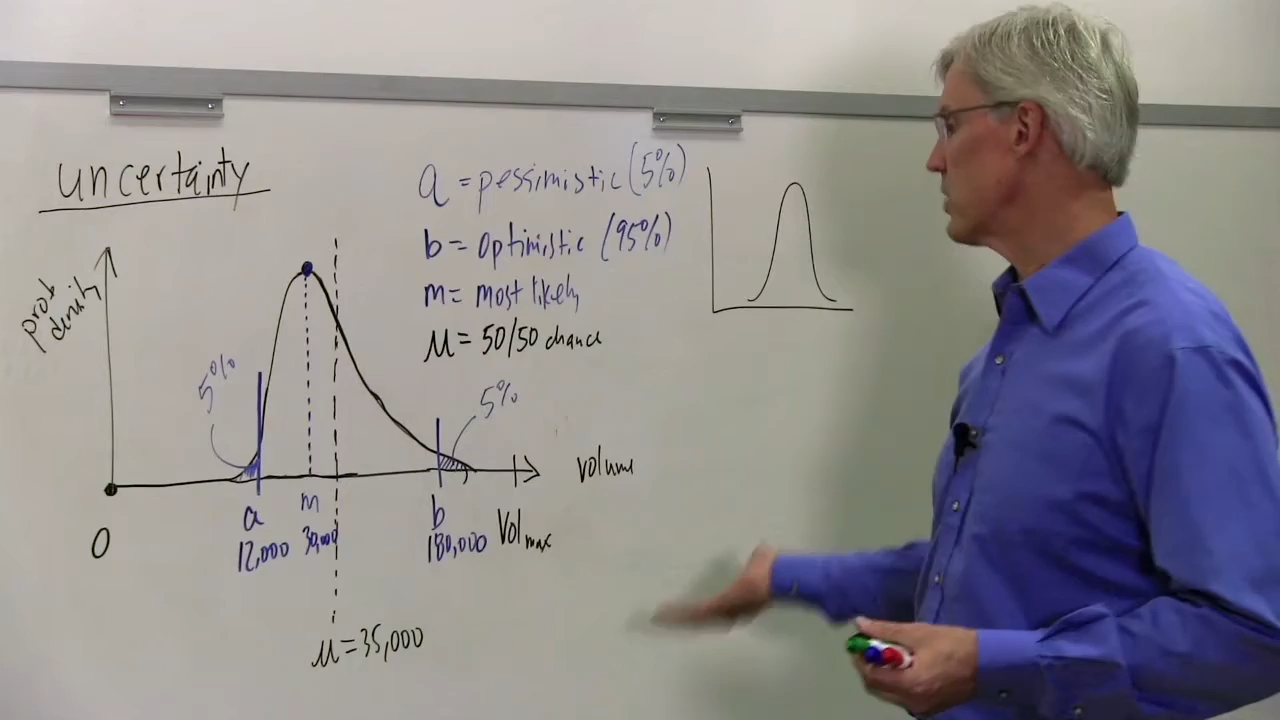 uncertainty
a = pessimistic (5%)
b = optimistic (95%)
m = most likely
μ = 50/50 chance
prob
density
5%
5%
volume
0
a
m
b
12,000
30,000
180,000
Vol max
μ = 35,000